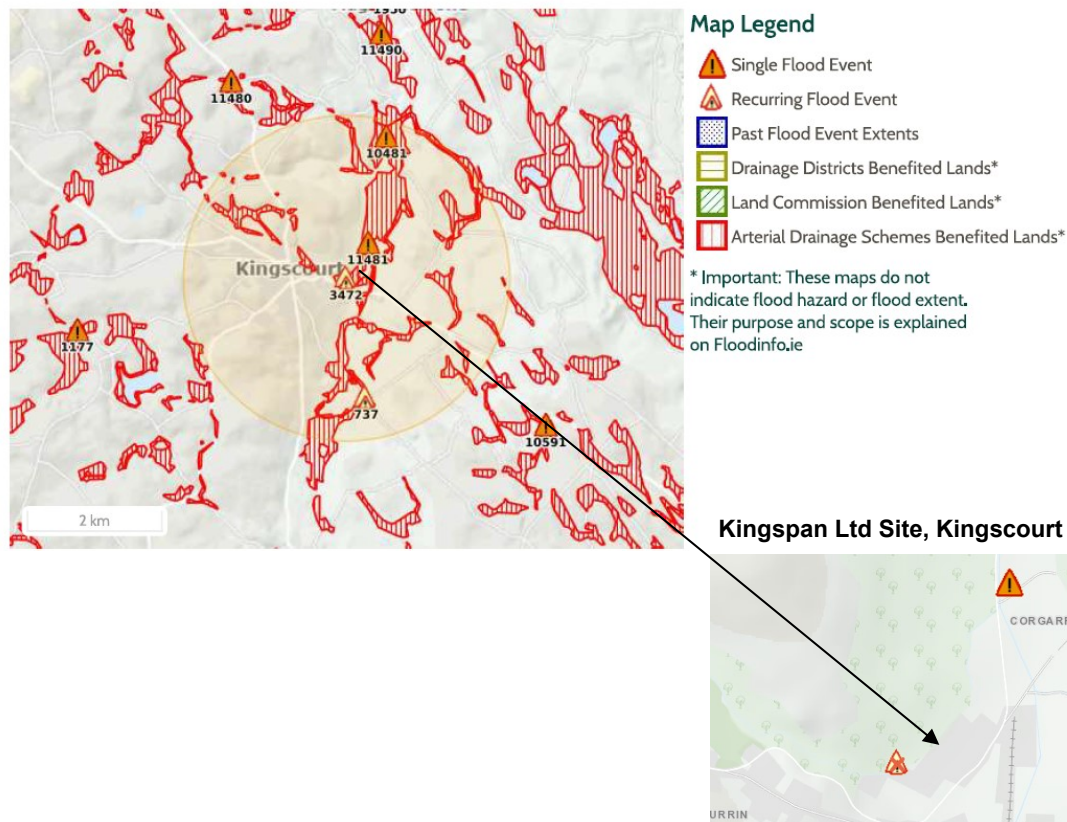 11490
11480
10481
11481
Kingscourt
3472
1177
737
10591
2 km
Map Legend
Single Flood Event
Recurring Flood Event
Past Flood Event Extents
Drainage Districts Benefited Lands*
Land Commission Benefited Lands*
Arterial Drainage Schemes Benefited Lands*
* Important: These maps do not
indicate flood hazard or flood extent.
Their purpose and scope is explained
on Floodinfo.ie
Kingspan Ltd Site, Kingscourt
CORGARR
URRIN